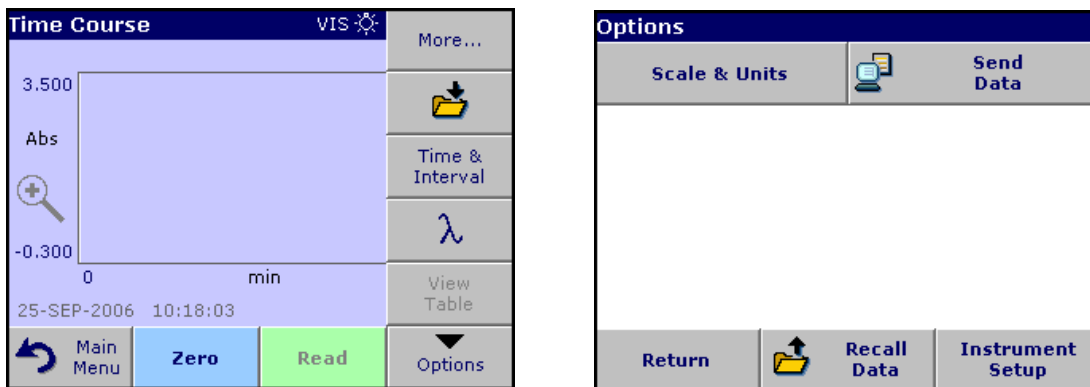 Time Course VIS
More...
3.500
Abs
Time &
Interval
λ
-0.300
0 min
View
Table
25-SEP-2006 10:18:03
Main
Menu
Zero
Read
Options
Options
Scale & Units
Send
Data
Return
Recall
Data
Instrument
Setup